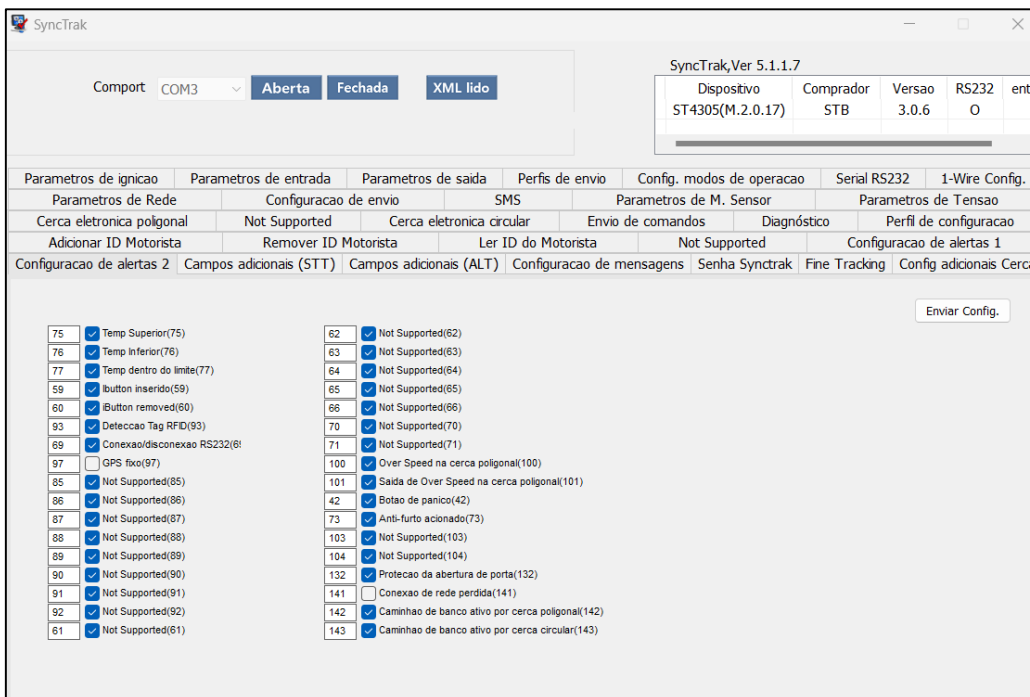 SyncTrak
Comport COM3 Aberta Fechada XML lido
SyncTrak,Ver 5.1.1.7
Dispositivo Comprador Versao RS232 ent
ST4305(M.2.0.17) STB 3.0.6 O
Parametros de ignicao Parametros de entrada Parametros de saida Perfis de envio Config. modos de operacao Serial RS232 1-Wire Config.
Parametros de Rede Configuracao de envio SMS Parametros de M. Sensor Parametros de Tensao
Cerca eletronica poligonal Not Supported Cerca eletronica circular Envio de comandos Diagnóstico Perfil de configuracao
Adicionar ID Motorista Remover ID Motorista Ler ID do Motorista Not Supported Configuracao de alertas 1
Configuracao de alertas 2 Campos adicionais (STT) Campos adicionais (ALT) Configuracao de mensagens Senha Synctrak Fine Tracking Config adicionais Cerca
Enviar Config.
75 Temp Superior(75)
76 Temp Inferior(76)
77 Temp dentro do limite(77)
59 Ibutton inserido(59)
60 iButton removed(60)
93 Deteccao Tag RFID(93)
69 Conexao/disconexao RS232(6
97 GPS fixo(97)
85 Not Supported(85)
86 Not Supported(86)
87 Not Supported(87)
88 Not Supported(88)
89 Not Supported(89)
90 Not Supported(90)
91 Not Supported(91)
92 Not Supported(92)
61 Not Supported(61)
62 Not Supported(62)
63 Not Supported(63)
64 Not Supported(64)
65 Not Supported(65)
66 Not Supported(66)
70 Not Supported(70)
71 Not Supported(71)
100 Over Speed na cerca poligonal(100)
101 Saida de Over Speed na cerca poligonal(101)
42 Botao de panico(42)
73 Anti-furto acionado(73)
103 Not Supported(103)
104 Not Supported(104)
132 Protecao da abertura de porta(132)
141 Conexao de rede perdida(141)
142 Caminhao de banco ativo por cerca poligonal(142)
143 Caminhao de banco ativo por cerca circular(143)